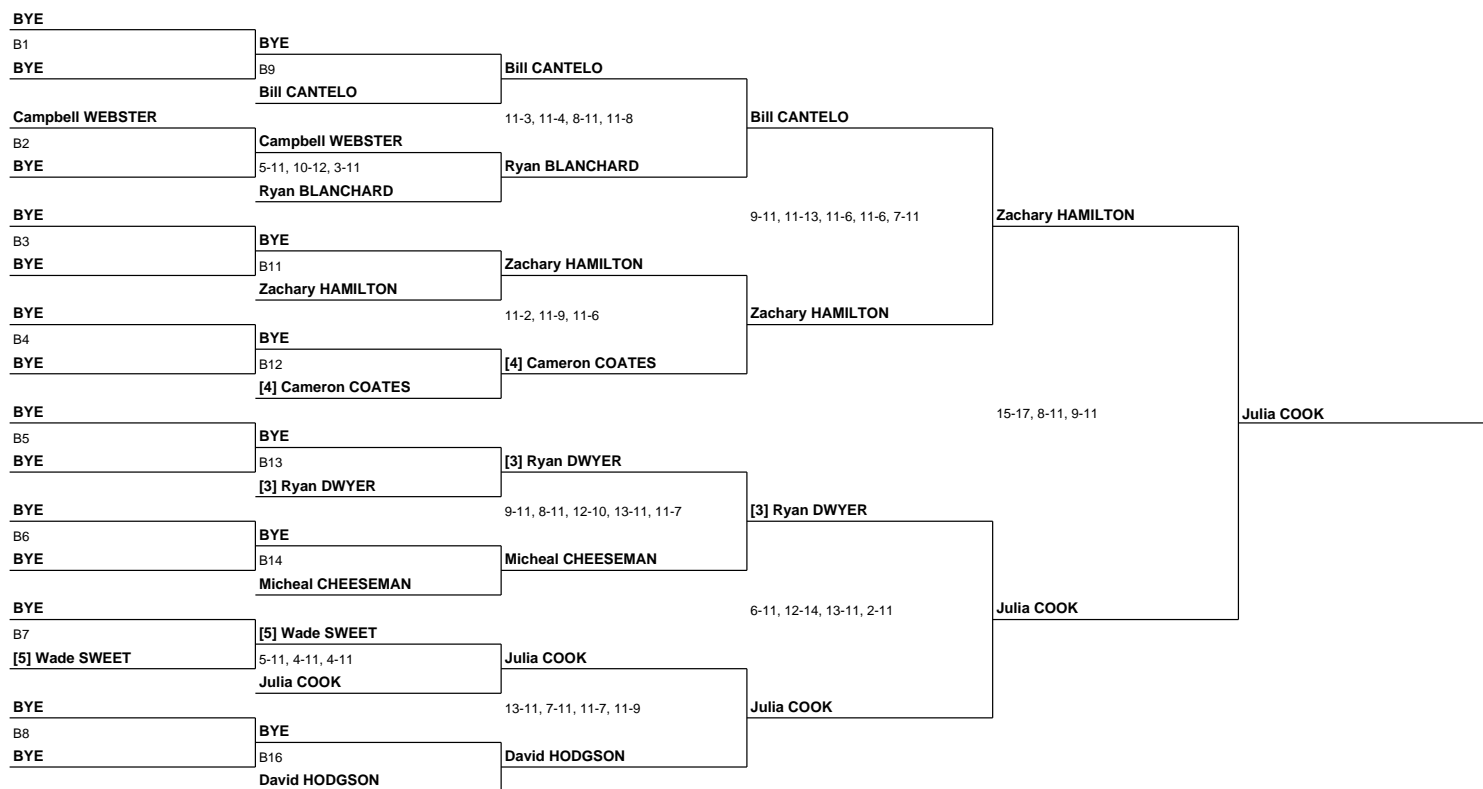 BYE
B1
BYE
BYE
B9
Bill CANTELO
Bill CANTELO
Campbell WEBSTER
B2
BYE
Campbell WEBSTER
5-11, 10-12, 3-11
Ryan BLANCHARD
11-3, 11-4, 8-11, 11-8
Ryan BLANCHARD
Bill CANTELO
BYE
B3
BYE
BYE
B11
Zachary HAMILTON
Zachary HAMILTON
9-11, 11-13, 11-6, 11-6, 7-11
Zachary HAMILTON
BYE
B4
BYE
BYE
B12
[4] Cameron COATES
11-2, 11-9, 11-6
[4] Cameron COATES
Zachary HAMILTON
BYE
B5
BYE
BYE
B13
[3] Ryan DWYER
[3] Ryan DWYER
15-17, 8-11, 9-11
Julia COOK
BYE
B6
BYE
BYE
B14
Micheal CHEESEMAN
9-11, 8-11, 12-10, 13-11, 11-7
Micheal CHEESEMAN
[3] Ryan DWYER
BYE
B7
[5] Wade SWEET
[5] Wade SWEET
5-11, 4-11, 4-11
Julia COOK
Julia COOK
6-11, 12-14, 13-11, 2-11
Julia COOK
BYE
B8
BYE
BYE
B16
David HODGSON
13-11, 7-11, 11-7, 11-9
David HODGSON
Julia COOK